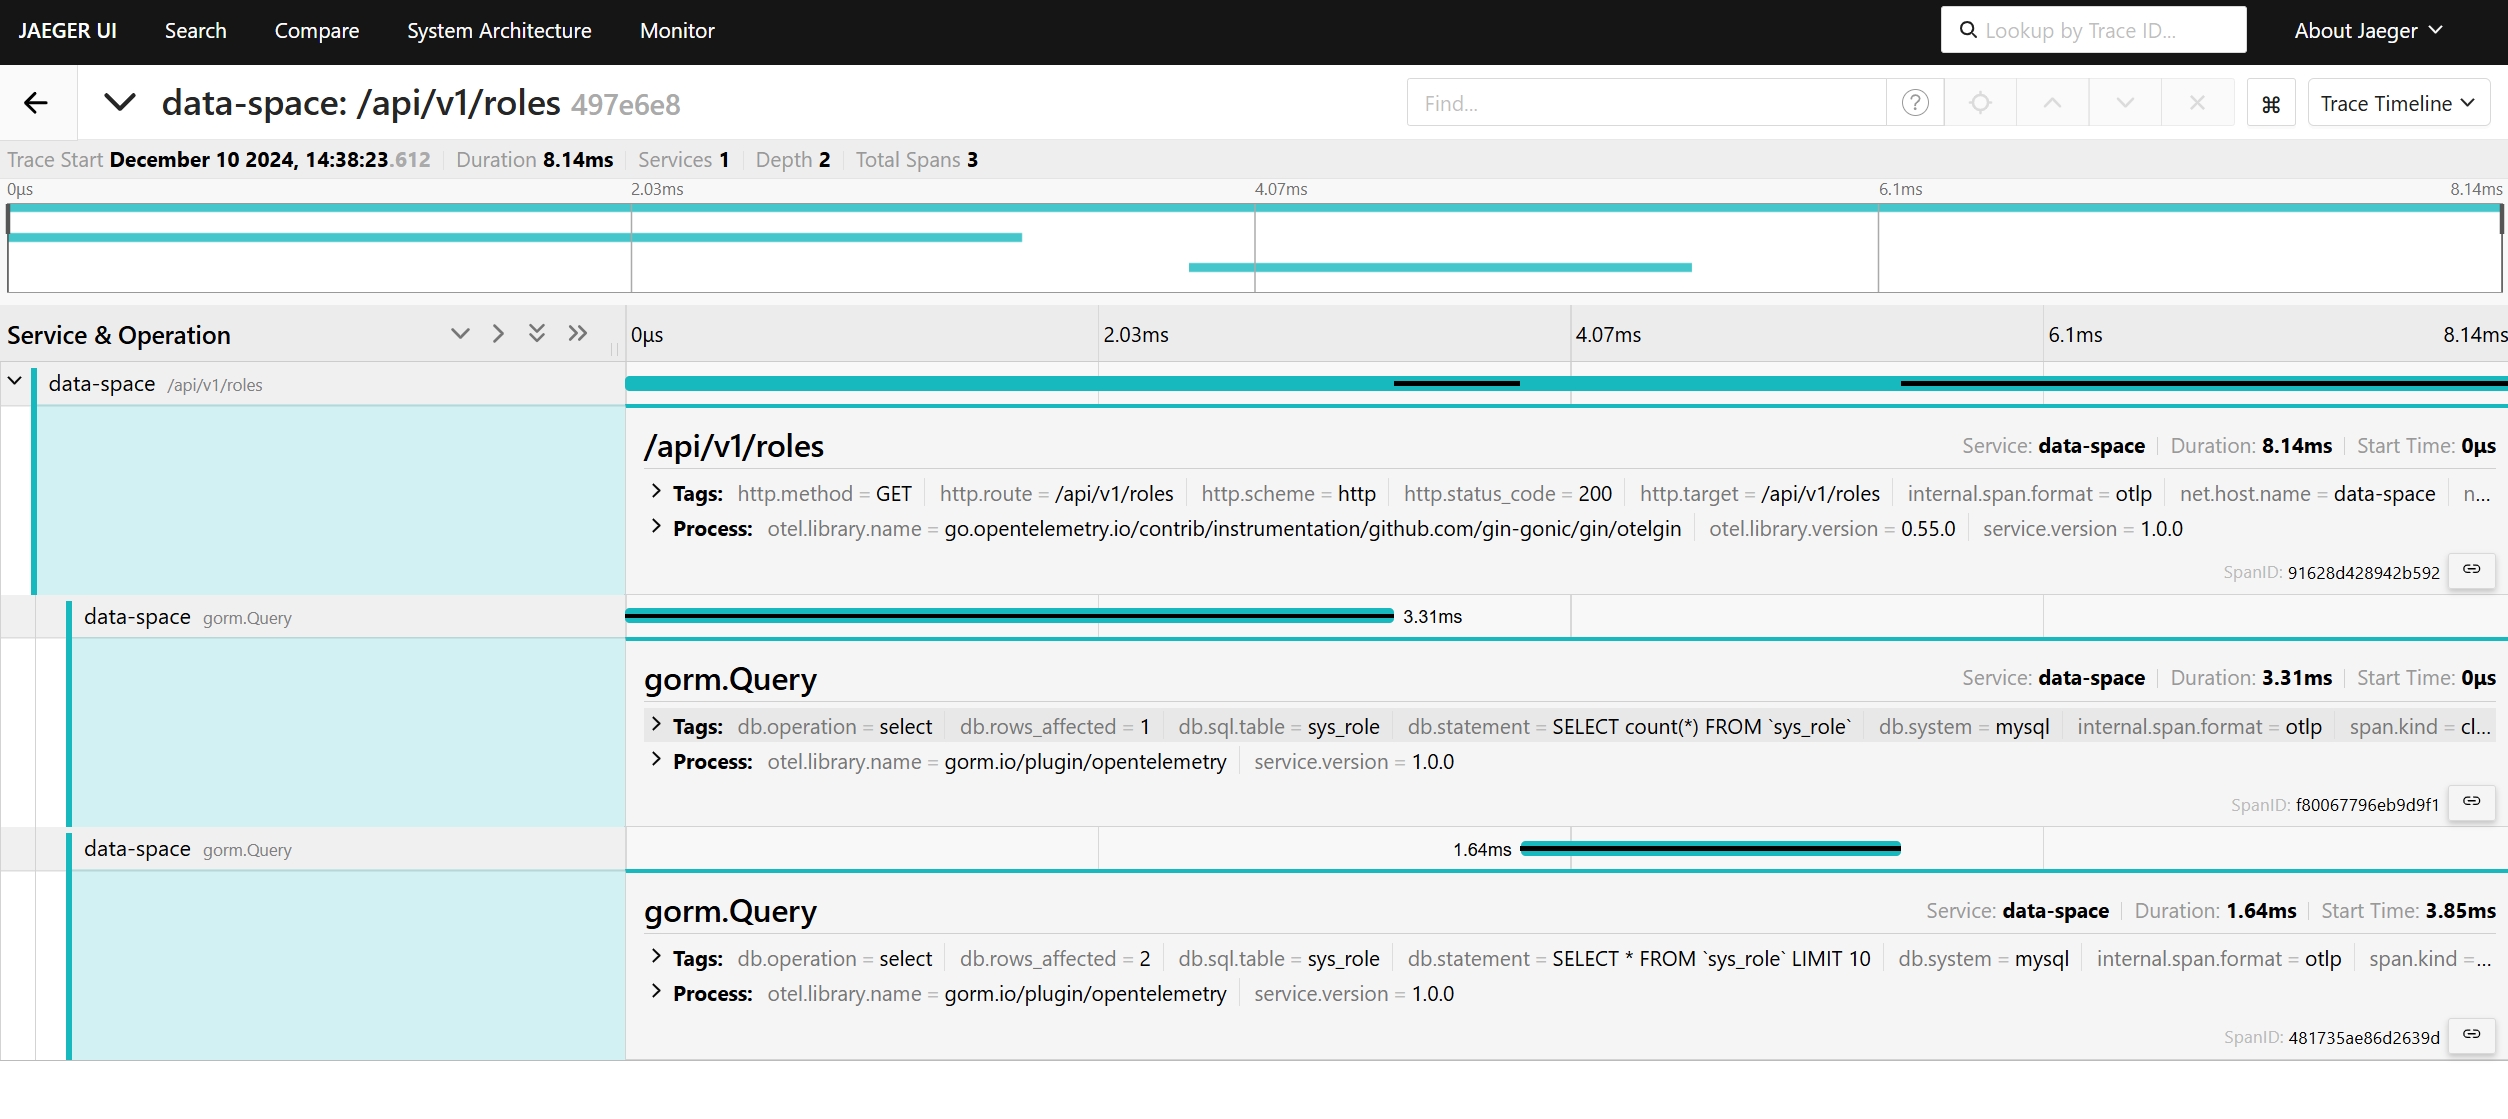 JAEGER UI Search Compare System Architecture Monitor Lookup by Trace ID... About Jaeger
data-space: /api/v1/roles 497e6e8 Find... ? ⌘ Trace Timeline
Trace Start December 10 2024, 14:38:23.612 Duration 8.14ms Services 1 Depth 2 Total Spans 3
0μs 2.03ms 4.07ms 6.1ms 8.14ms
Service & Operation 0μs 2.03ms 4.07ms 6.1ms 8.14ms
data-space /api/v1/roles
/api/v1/roles Service: data-space Duration: 8.14ms Start Time: 0μs
Tags: http.method = GET http.route = /api/v1/roles http.scheme = http http.status_code = 200 http.target = /api/v1/roles internal.span.format = otlp net.host.name = data-space n...
Process: otel.library.name = go.opentelemetry.io/contrib/instrumentation/github.com/gin-gonic/gin/otelgin otel.library.version = 0.55.0 service.version = 1.0.0
SpanID: 91628d428942b592
data-space gorm.Query 3.31ms
gorm.Query Service: data-space Duration: 3.31ms Start Time: 0μs
Tags: db.operation = select db.rows_affected = 1 db.sql.table = sys_role db.statement = SELECT count(*) FROM `sys_role` db.system = mysql internal.span.format = otlp span.kind = cl...
Process: otel.library.name = gorm.io/plugin/opentelemetry service.version = 1.0.0
SpanID: f80067796eb9d9f1
data-space gorm.Query 1.64ms
gorm.Query Service: data-space Duration: 1.64ms Start Time: 3.85ms
Tags: db.operation = select db.rows_affected = 2 db.sql.table = sys_role db.statement = SELECT * FROM `sys_role` LIMIT 10 db.system = mysql internal.span.format = otlp span.kind =...
Process: otel.library.name = gorm.io/plugin/opentelemetry service.version = 1.0.0
SpanID: 481735ae86d2639d